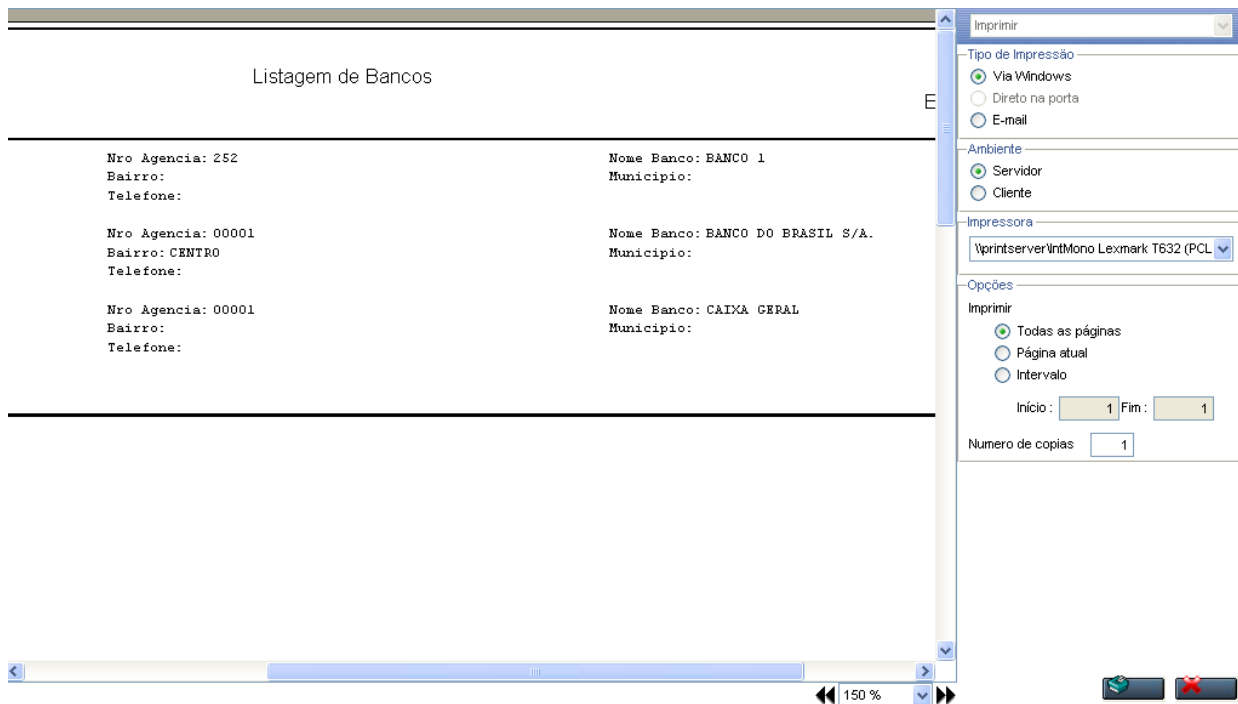 Listagem de Bancos
E
Nro Agencia: 252 Nome Banco: BANCO 1
Bairro: Municipio:
Telefone:
Nro Agencia: 00001 Nome Banco: BANCO DO BRASIL S/A.
Bairro: CENTRO Municipio:
Telefone:
Nro Agencia: 00001 Nome Banco: CAIXA GERAL
Bairro: Municipio:
Telefone:
150 %
Imprimir
Tipo de Impressão
Via Windows
Direto na porta
E-mail
Ambiente
Servidor
Cliente
Impressora
\\printserver\IntMono Lexmark T632 (PCL
Opções
Imprimir
Todas as páginas
Página atual
Intervalo
Início : 1 Fim : 1
Numero de copias 1